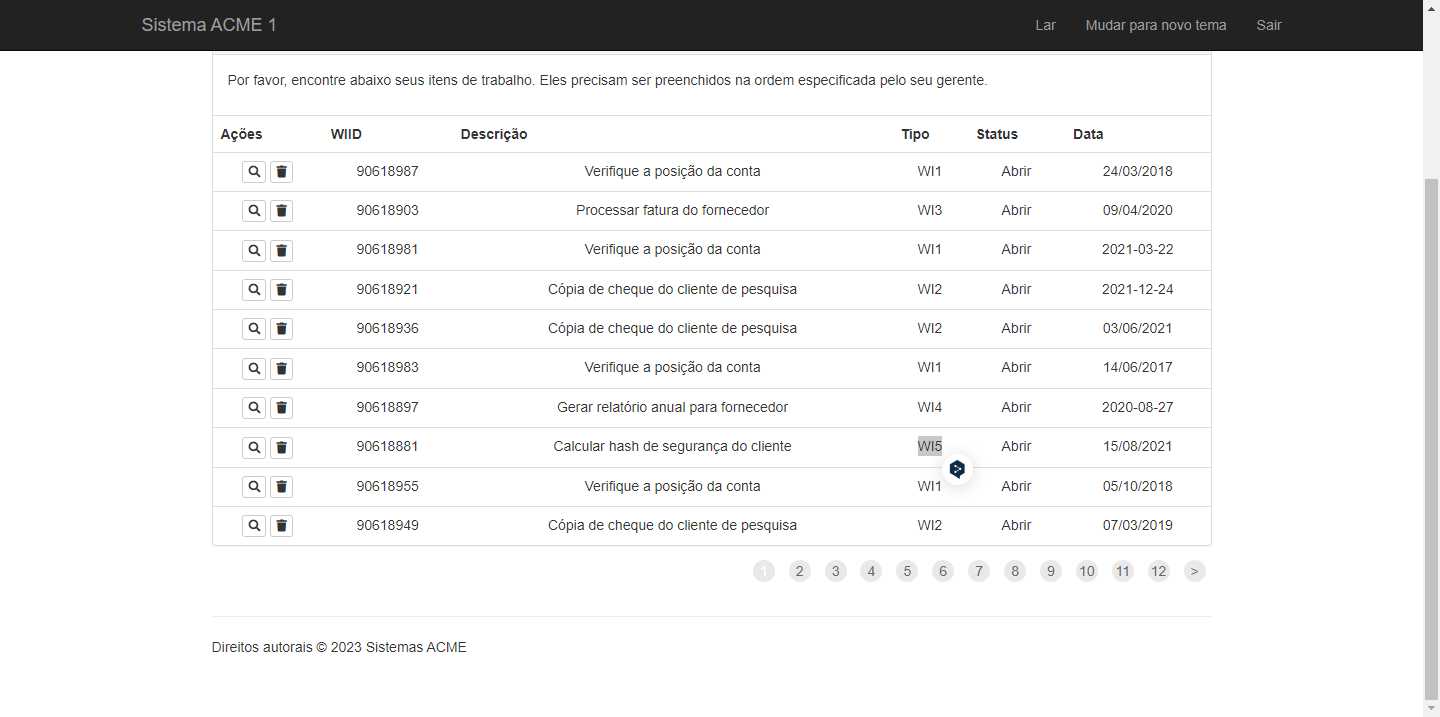 Sistema ACME 1 Lar Mudar para novo tema Sair
Por favor, encontre abaixo seus itens de trabalho. Eles precisam ser preenchidos na ordem especificada pelo seu gerente.
Ações WIID Descrição Tipo Status Data
90618987 Verifique a posição da conta WI1 Abrir 24/03/2018
90618903 Processar fatura do fornecedor WI3 Abrir 09/04/2020
90618981 Verifique a posição da conta WI1 Abrir 2021-03-22
90618921 Cópia de cheque do cliente de pesquisa WI2 Abrir 2021-12-24
90618936 Cópia de cheque do cliente de pesquisa WI2 Abrir 03/06/2021
90618983 Verifique a posição da conta WI1 Abrir 14/06/2017
90618897 Gerar relatório anual para fornecedor WI4 Abrir 2020-08-27
90618881 Calcular hash de segurança do cliente WI5 Abrir 15/08/2021
90618955 Verifique a posição da conta WI1 Abrir 05/10/2018
90618949 Cópia de cheque do cliente de pesquisa WI2 Abrir 07/03/2019
1 2 3 4 5 6 7 8 9 10 11 12 >
Direitos autorais © 2023 Sistemas ACME